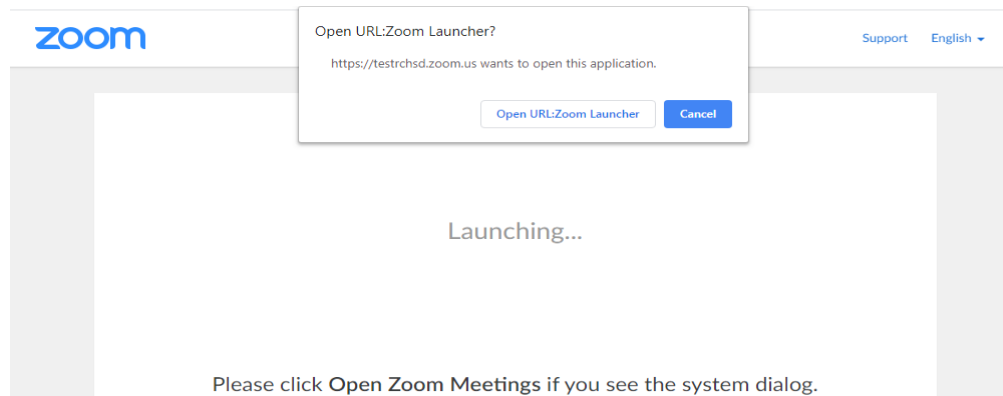 zoom
Support English
Open URL:Zoom Launcher?
https://testrchsd.zoom.us wants to open this application.
Open URL:Zoom Launcher Cancel
Launching...
Please click Open Zoom Meetings if you see the system dialog.